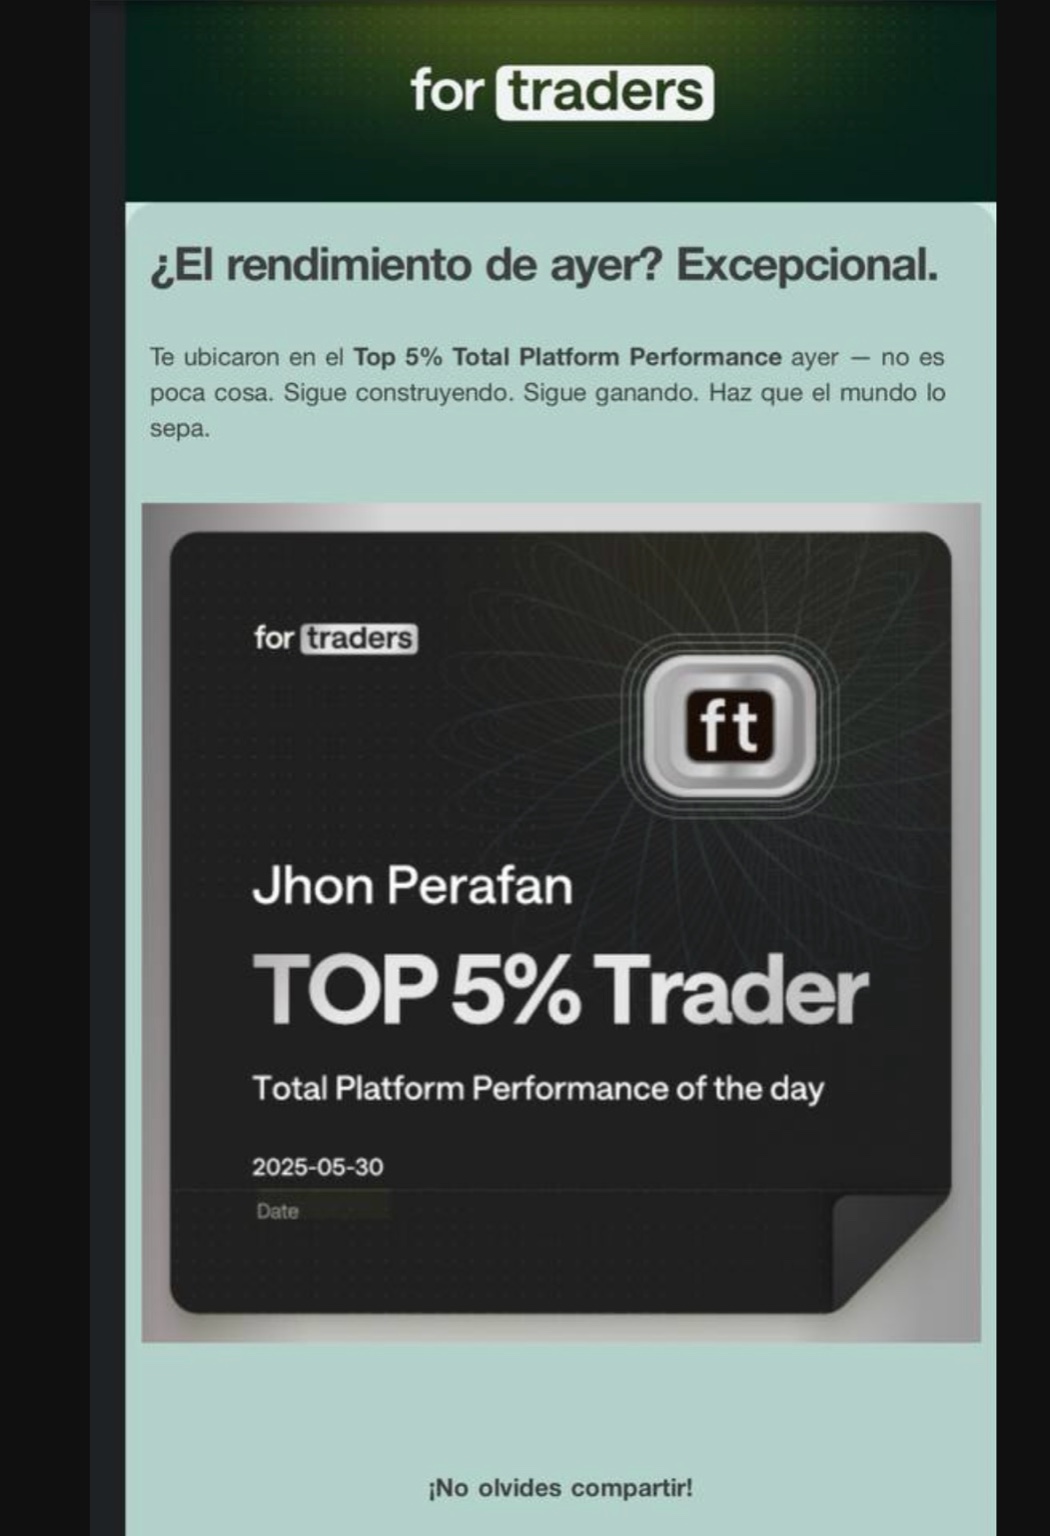 for traders
¿El rendimiento de ayer? Excepcional.
Te ubicaron en el Top 5% Total Platform Performance ayer — no es
poca cosa. Sigue construyendo. Sigue ganando. Haz que el mundo lo
sepa.
for traders
ft
Jhon Perafan
TOP 5% Trader
Total Platform Performance of the day
2025-05-30
Date
¡No olvides compartir!